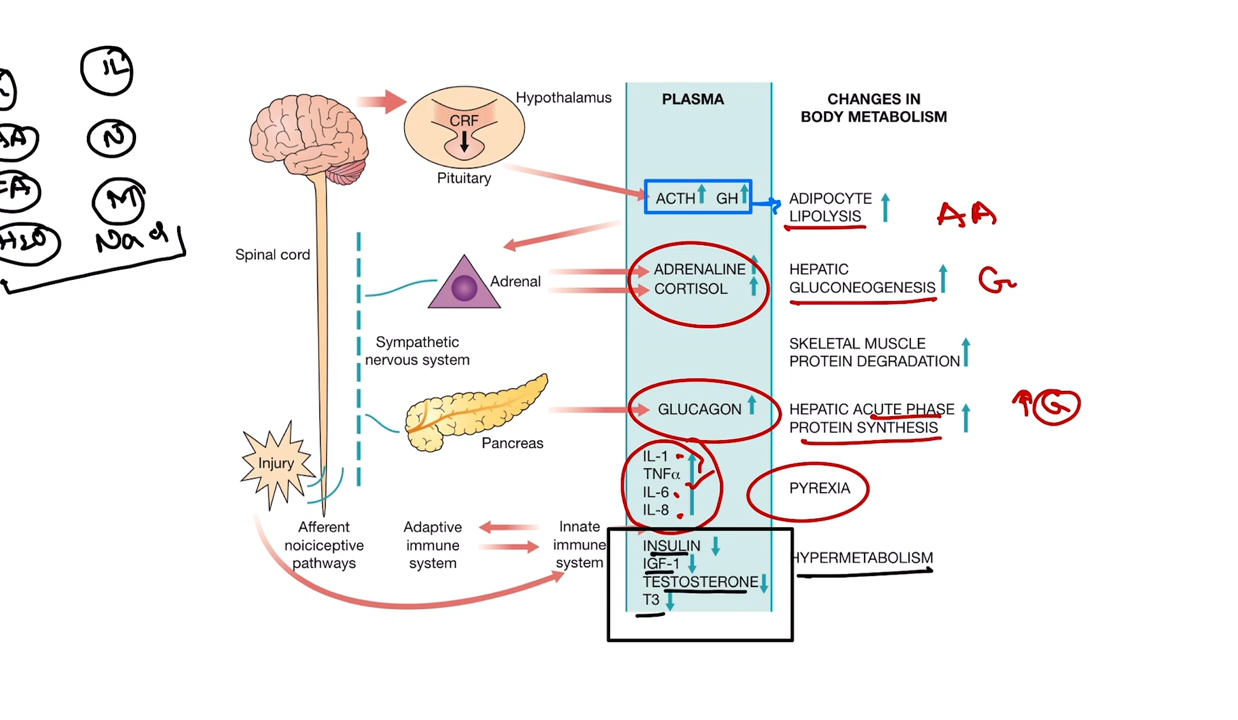 IL
N
M
Nacl
H2O
Hypothalamus
CRF
Pituitary
Spinal cord
Adrenal
Sympathetic
nervous system
Pancreas
Injury
Afferent
noiciceptive
pathways
Adaptive
immune
system
Innate
immune
system
PLASMA
ACTH GH
ADRENALINE
CORTISOL
GLUCAGON
IL-1
TNFα
IL-6
IL-8
INSULIN
IGF-1
TESTOSTERONE
T3
CHANGES IN
BODY METABOLISM
ADIPOCYTE
LIPOLYSIS
AA
HEPATIC
GLUCONEOGENESIS
G
SKELETAL MUSCLE
PROTEIN DEGRADATION
HEPATIC ACUTE PHASE
PROTEIN SYNTHESIS
G
PYREXIA
HYPERMETABOLISM